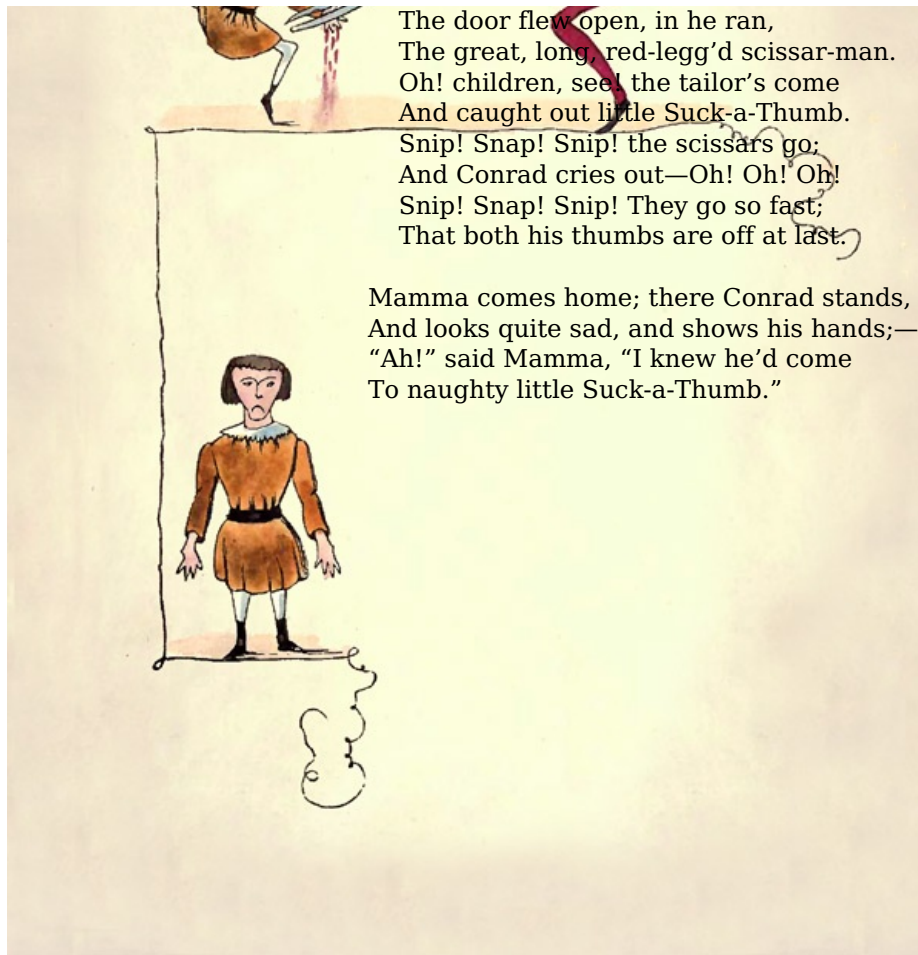 The door flew open, in he ran,
The great, long, red-legg’d scissar-man.
Oh! children, see! the tailor’s come
And caught out little Suck-a-Thumb.
Snip! Snap! Snip! the scissars go;
And Conrad cries out—Oh! Oh! Oh!
Snip! Snap! Snip! They go so fast;
That both his thumbs are off at last.
Mamma comes home; there Conrad stands,
And looks quite sad, and shows his hands;—
“Ah!” said Mamma, “I knew he’d come
To naughty little Suck-a-Thumb.”